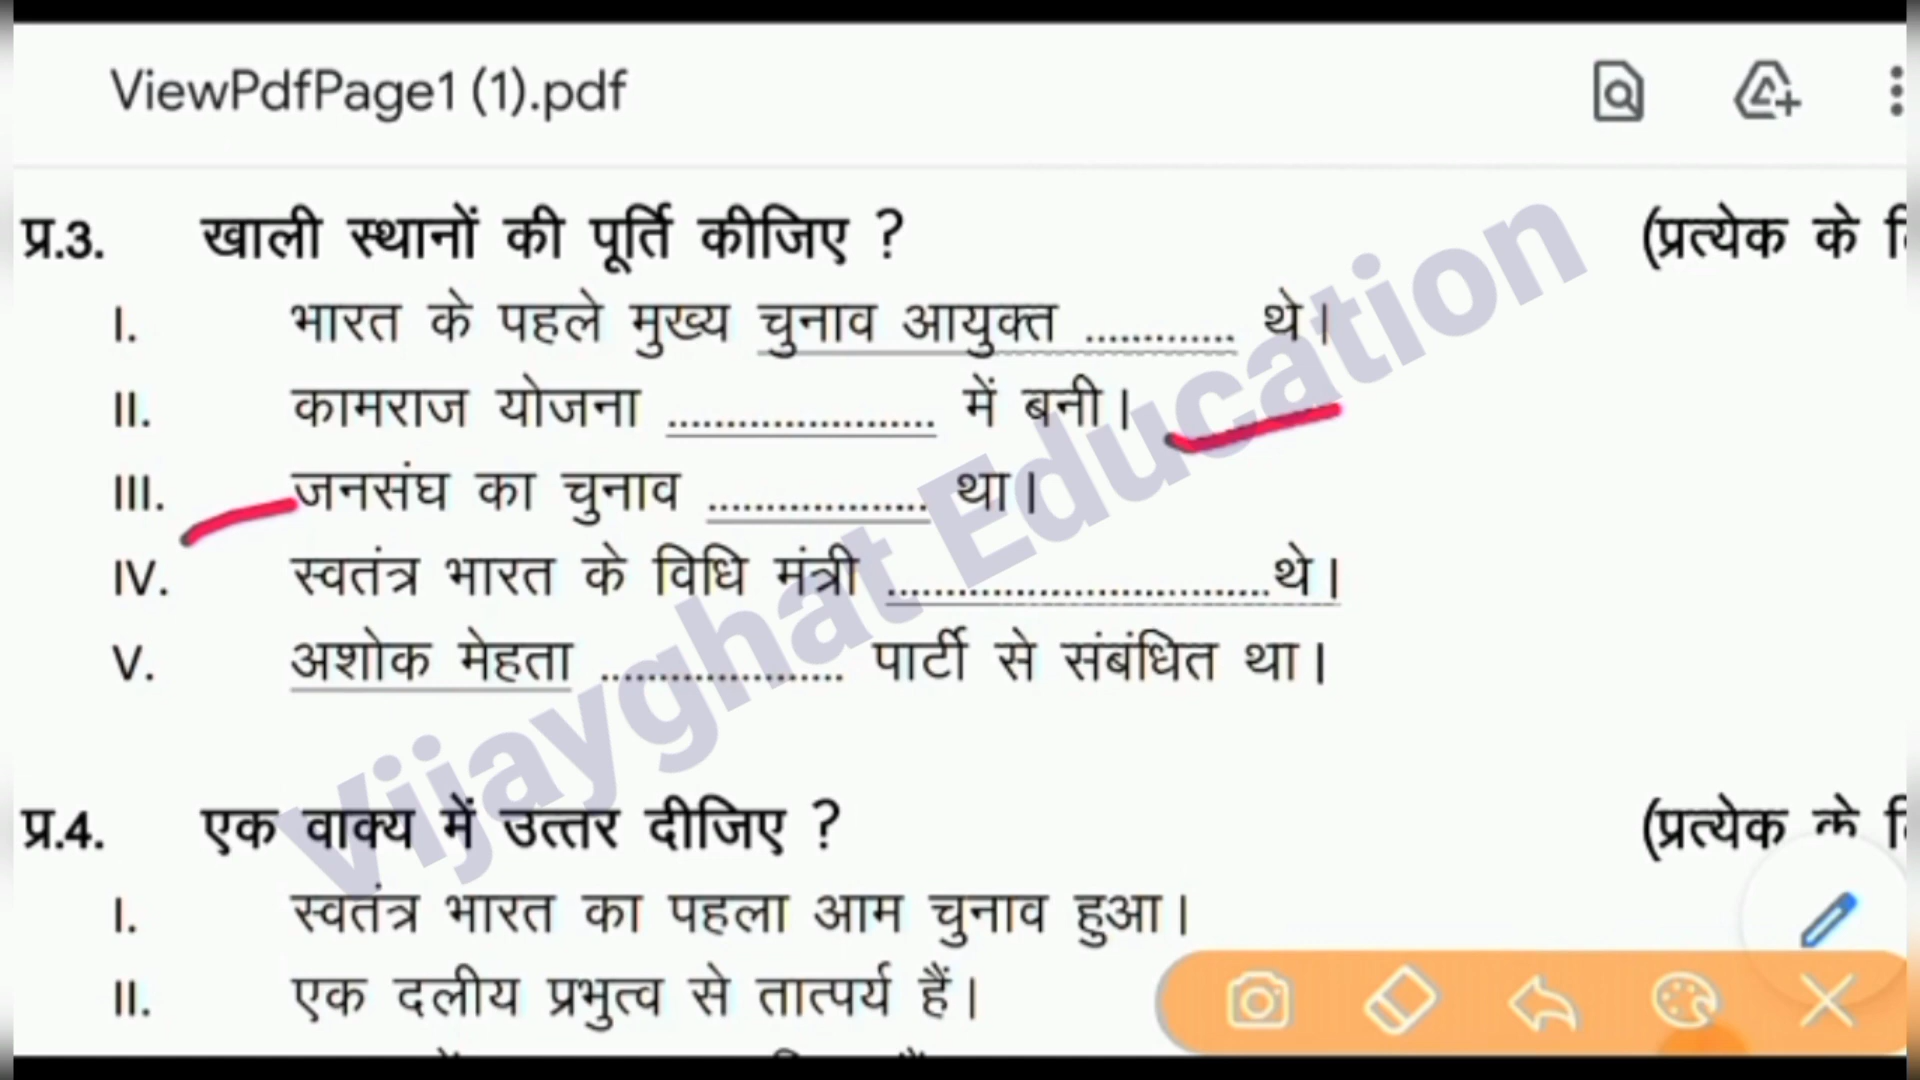 ViewPdfPage1 (1).pdf
प्र.3. खाली स्थानों की पूर्ति कीजिए ? (प्रत्येक के
I. भारत के पहले मुख्य चुनाव आयुक्त ............. थे।
II. कामराज योजना ....................... में बनी।
III. जनसंघ का चुनाव ................... था।
IV. स्वतंत्र भारत के विधि मंत्री .................................थे।
V. अशोक मेहता ..................... पार्टी से संबंधित था।
Vijayghat Education
प्र.4. एक वाक्य में उत्तर दीजिए ? (प्रत्येक के
I. स्वतंत्र भारत का पहला आम चुनाव हुआ।
II. एक दलीय प्रभुत्व से तात्पर्य हैं।